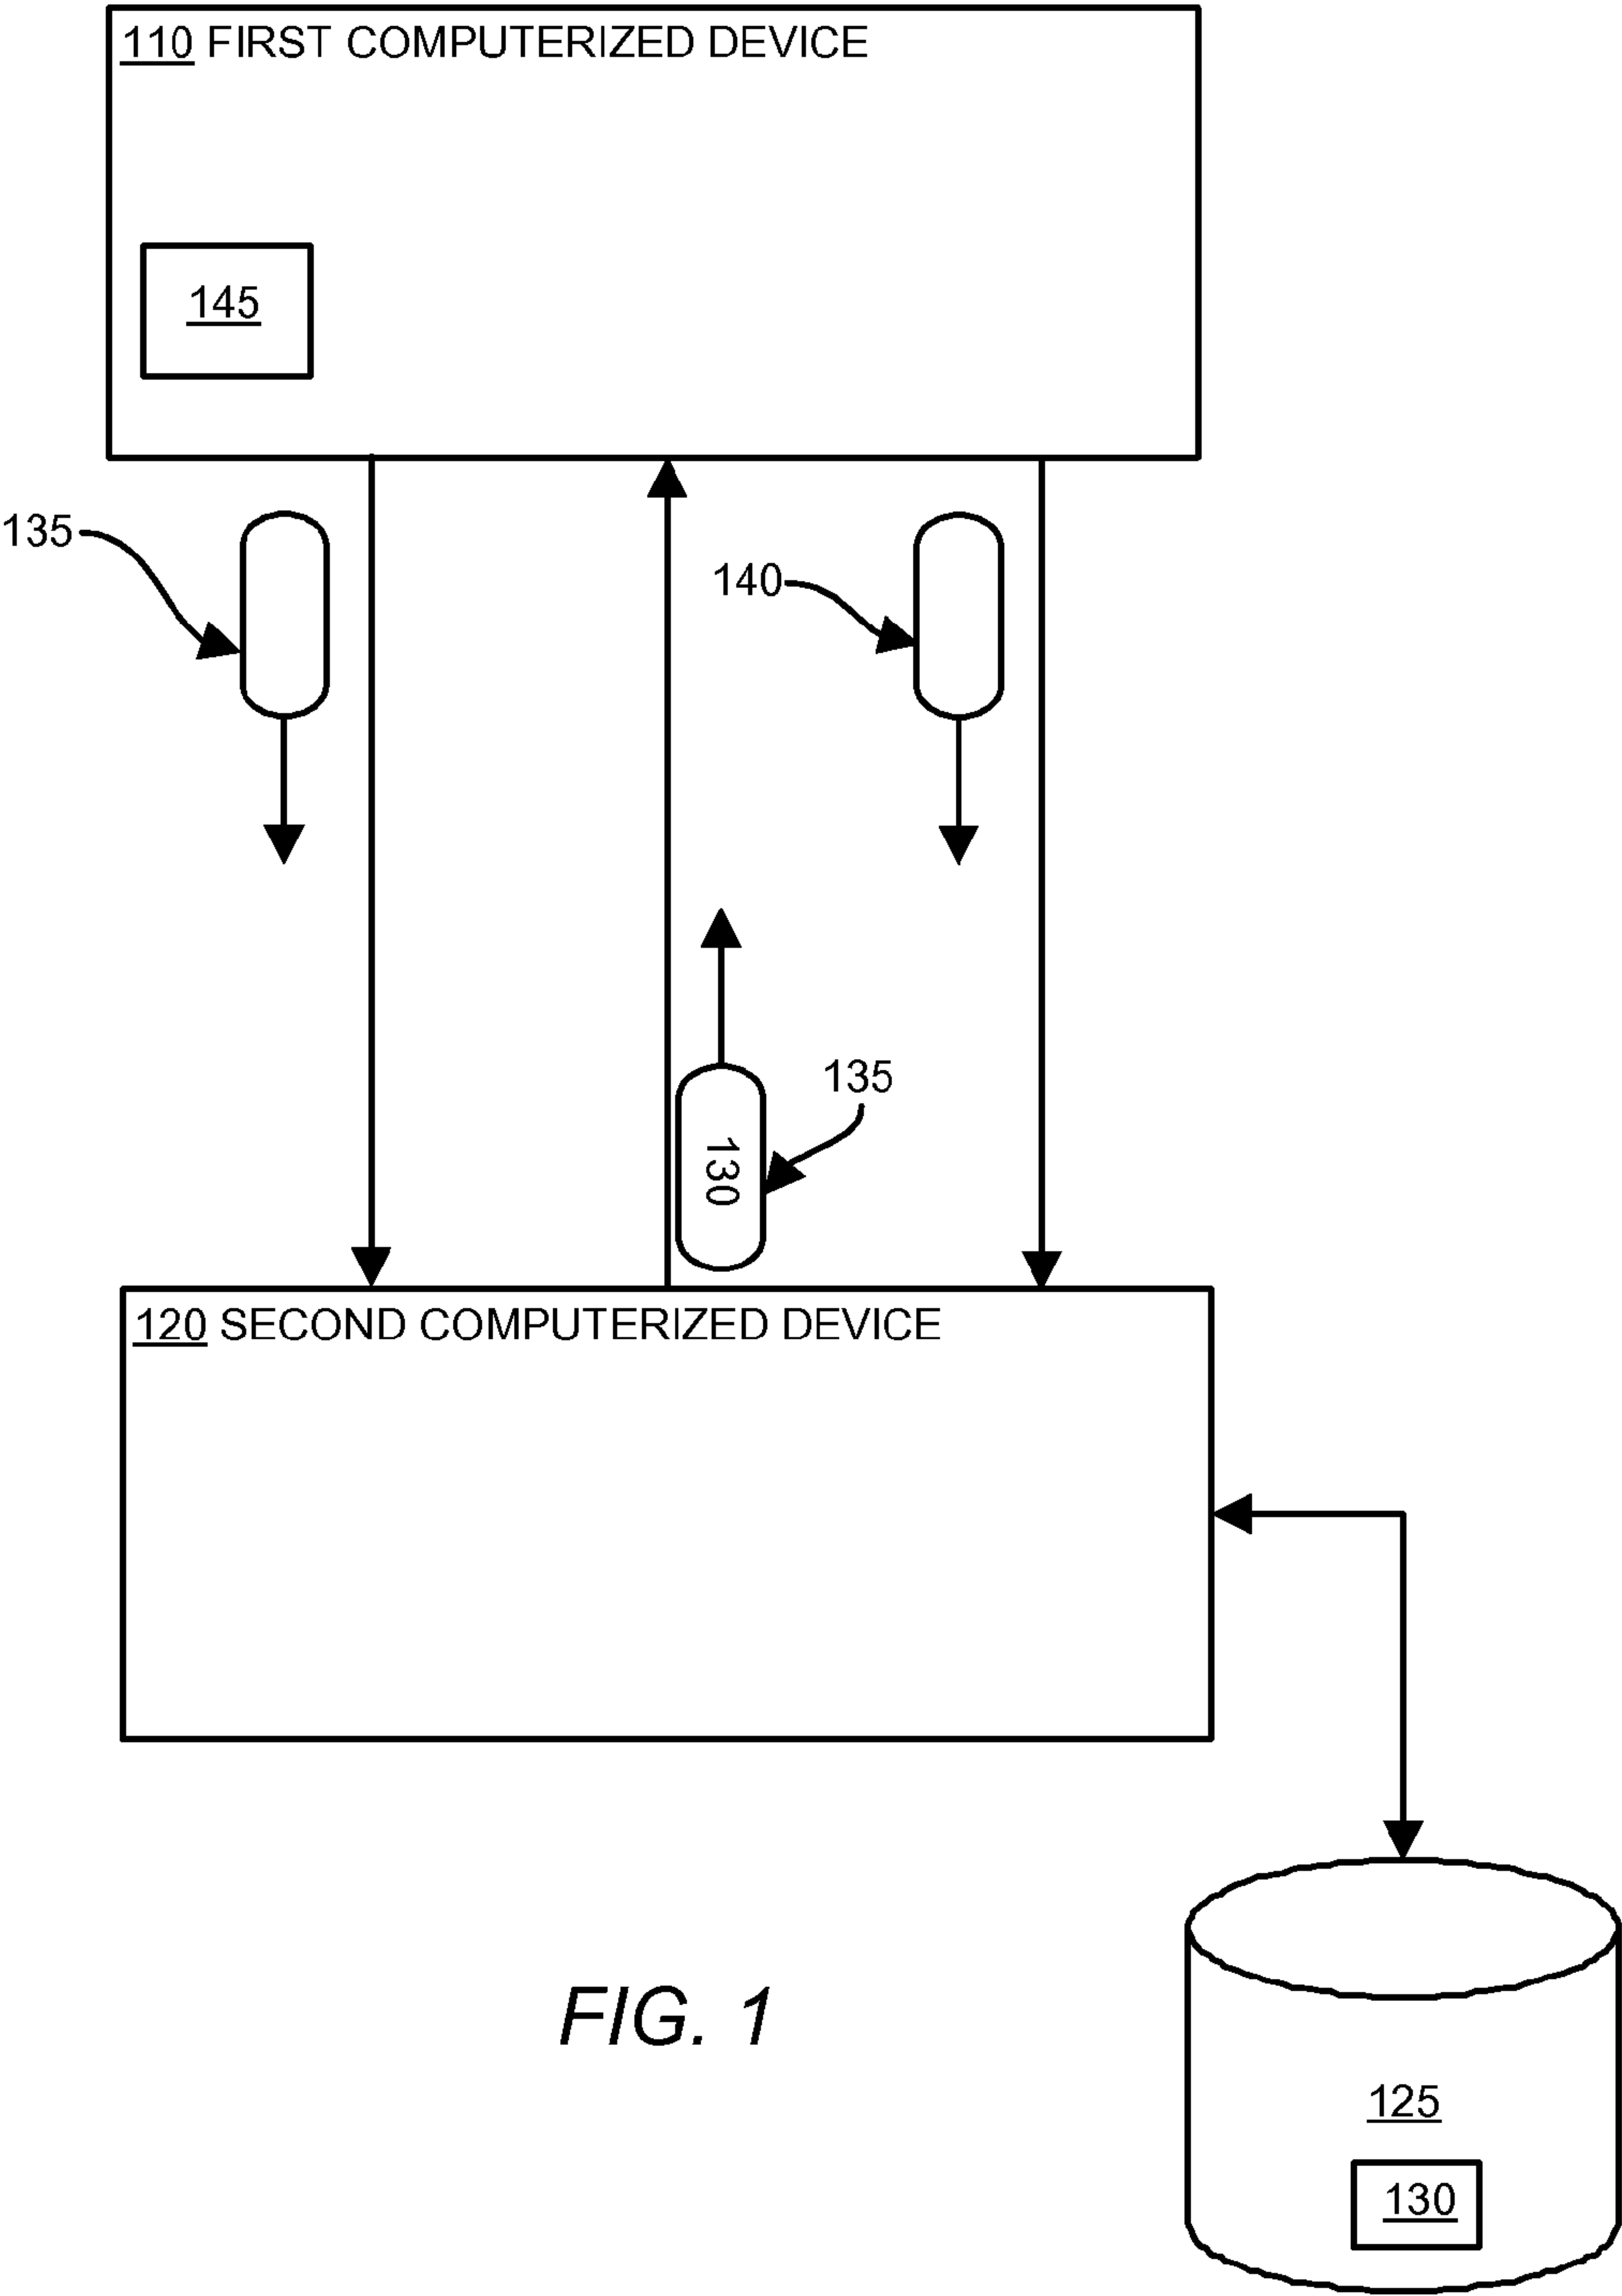 110 FIRST COMPUTERIZED DEVICE
145
135
140
135
130
120 SECOND COMPUTERIZED DEVICE
FIG. 1
125
130